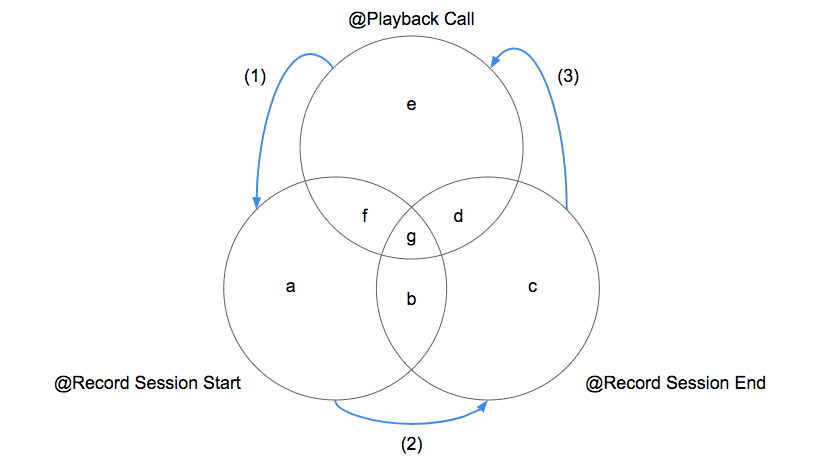 @Playback Call
(1)
(3)
e
f
d
g
a
c
b
@Record Session Start
@Record Session End
(2)